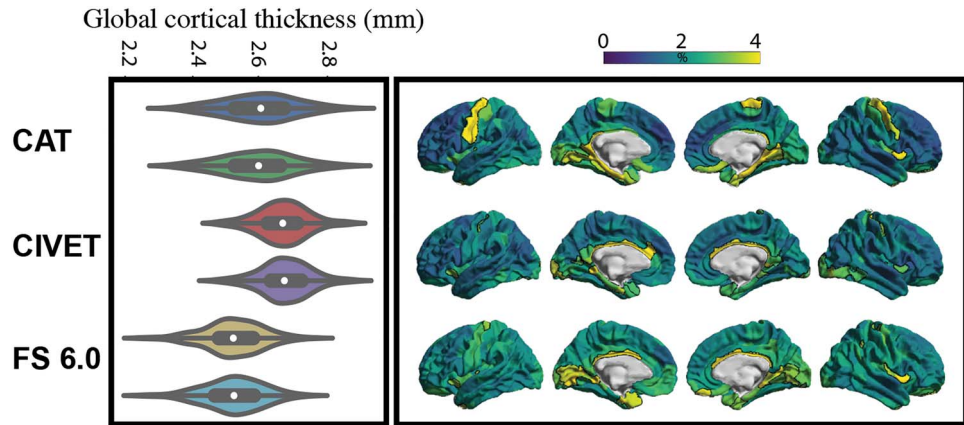 Global cortical thickness (mm)
2.2 2.4 2.6 2.8
0 2 4
%
CAT
CIVET
FS 6.0